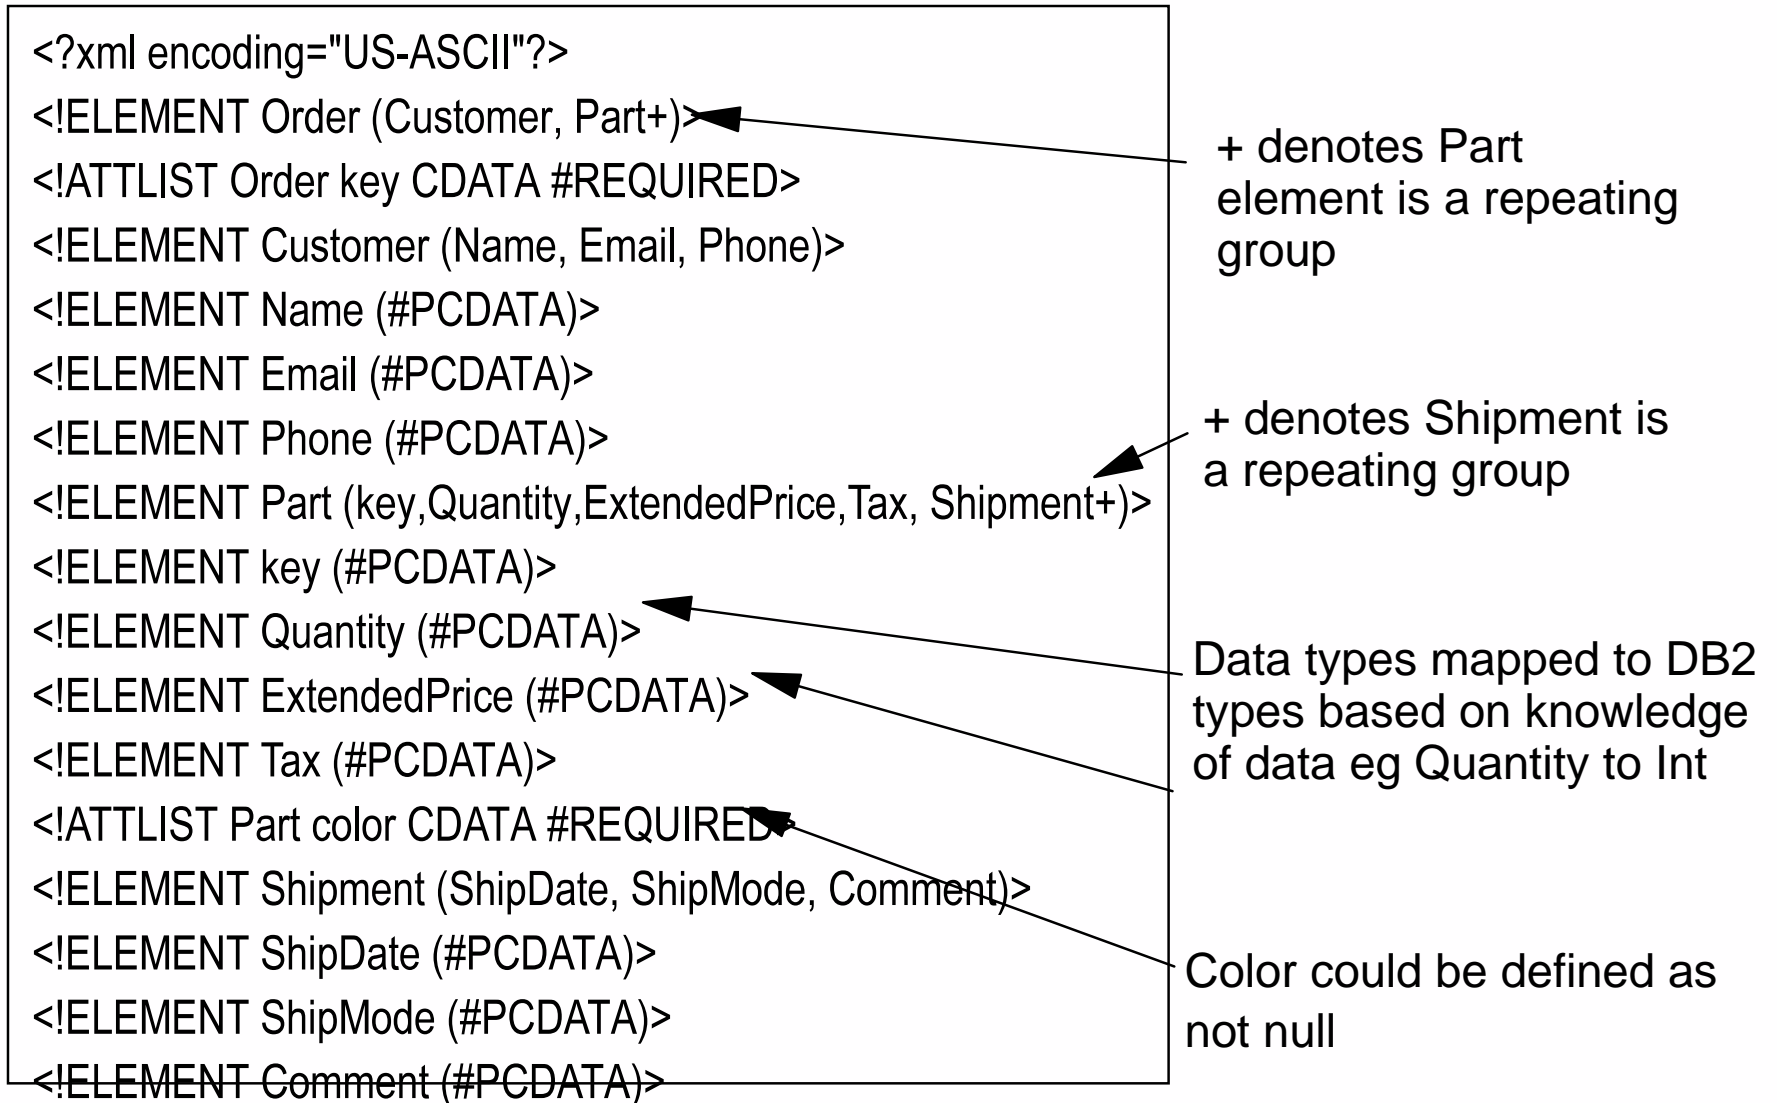 <?xml encoding="US-ASCII"?>
<!ELEMENT Order (Customer, Part+)>
<!ATTLIST Order key CDATA #REQUIRED>
<!ELEMENT Customer (Name, Email, Phone)>
<!ELEMENT Name (#PCDATA)>
<!ELEMENT Email (#PCDATA)>
<!ELEMENT Phone (#PCDATA)>
<!ELEMENT Part (key,Quantity,ExtendedPrice,Tax, Shipment+)>
<!ELEMENT key (#PCDATA)>
<!ELEMENT Quantity (#PCDATA)>
<!ELEMENT ExtendedPrice (#PCDATA)>
<!ELEMENT Tax (#PCDATA)>
<!ATTLIST Part color CDATA #REQUIRED>
<!ELEMENT Shipment (ShipDate, ShipMode, Comment)>
<!ELEMENT ShipDate (#PCDATA)>
<!ELEMENT ShipMode (#PCDATA)>
<!ELEMENT Comment (#PCDATA)>
+ denotes Part
element is a repeating
group
+ denotes Shipment is
a repeating group
Data types mapped to DB2
types based on knowledge
of data eg Quantity to Int
Color could be defined as
not null